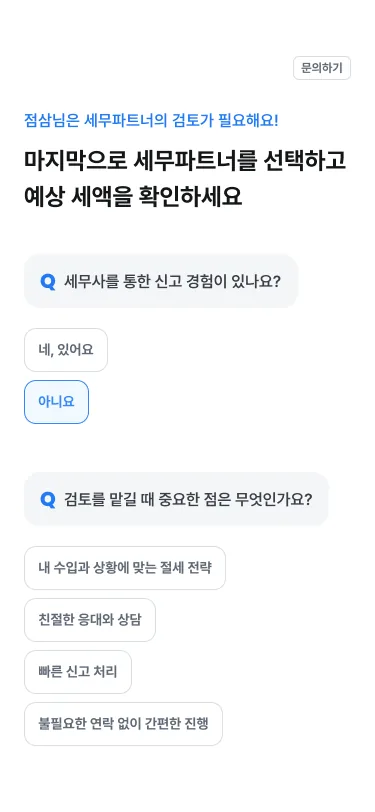 문의하기
점삼님은 세무파트너의 검토가 필요해요!
마지막으로 세무파트너를 선택하고
예상 세액을 확인하세요
Q 세무사를 통한 신고 경험이 있나요?
네, 있어요
아니요
Q 검토를 맡길 때 중요한 점은 무엇인가요?
내 수입과 상황에 맞는 절세 전략
친절한 응대와 상담
빠른 신고 처리
불필요한 연락 없이 간편한 진행